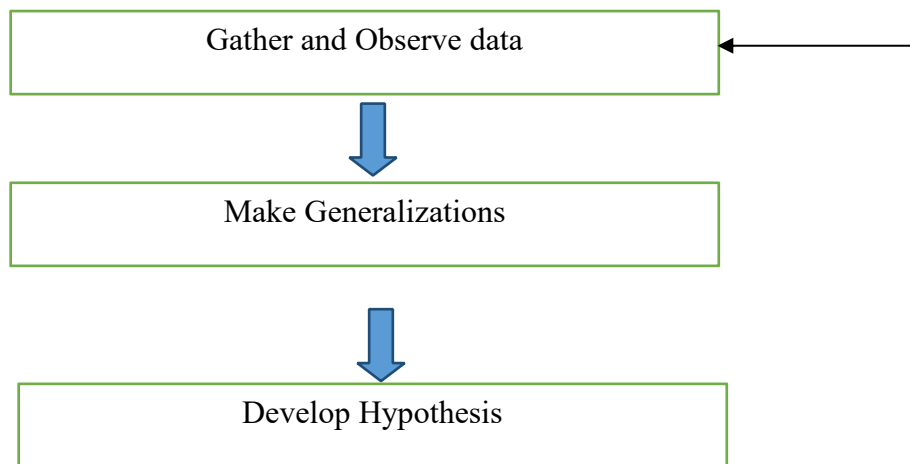 Gather and Observe data
Make Generalizations
Develop Hypothesis